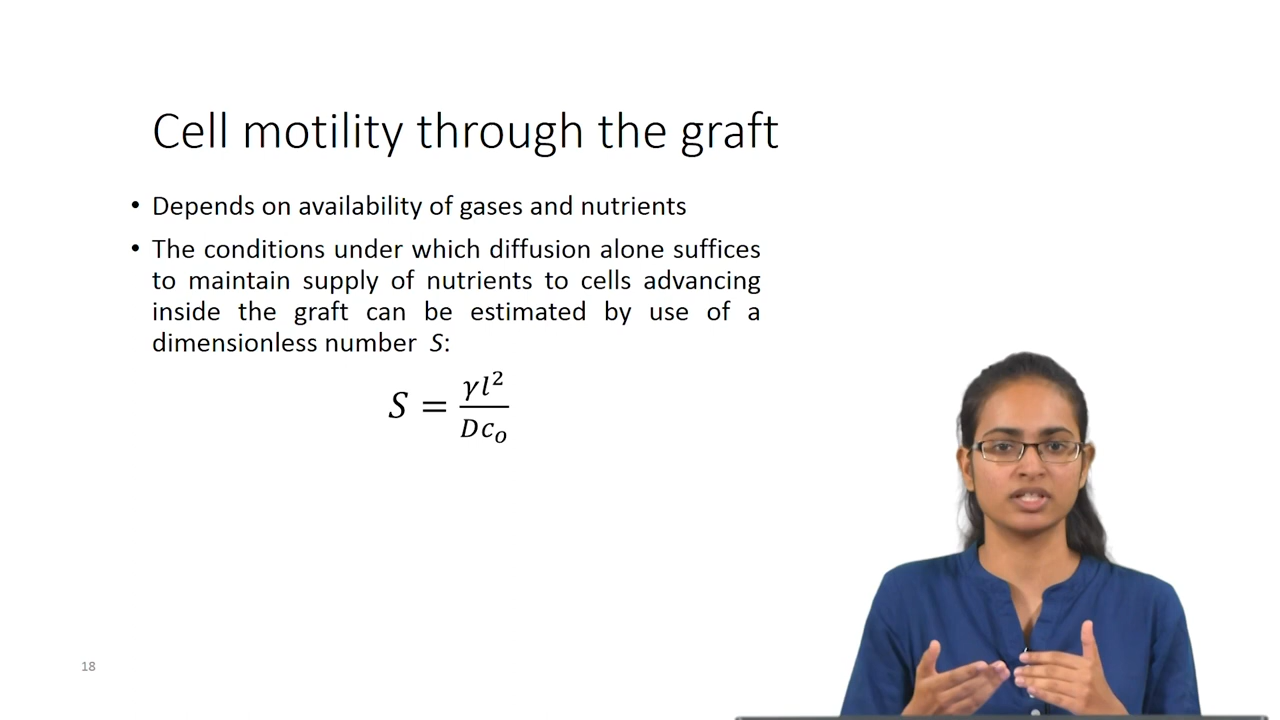 Cell motility through the graft
• Depends on availability of gases and nutrients
• The conditions under which diffusion alone suffices
to maintain supply of nutrients to cells advancing
inside the graft can be estimated by use of a
dimensionless number S:
S = γl²/Dc₀
18